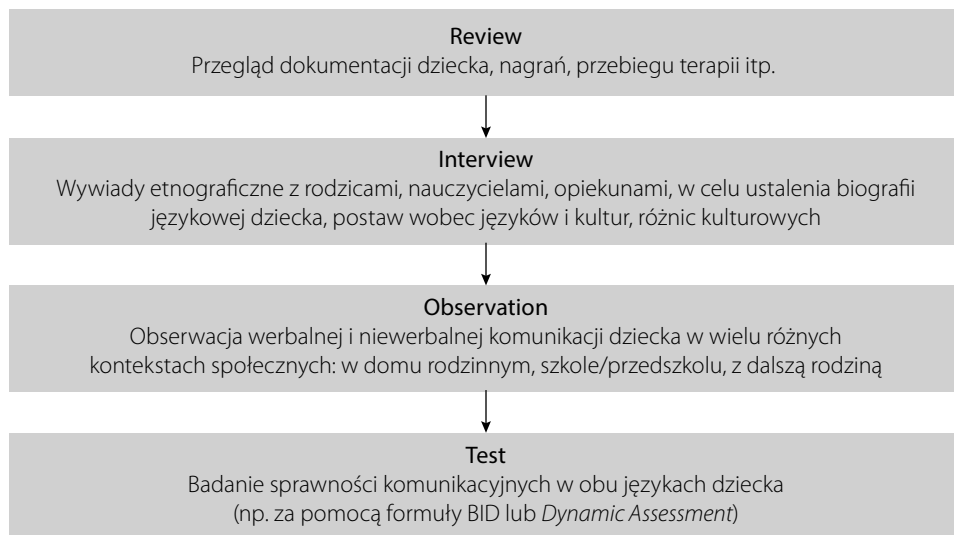 Review
Przegląd dokumentacji dziecka, nagrań, przebiegu terapii itp.
Interview
Wywiady etnograficzne z rodzicami, nauczycielami, opiekunami, w celu ustalenia biografii
językowej dziecka, postaw wobec języków i kultur, różnic kulturowych
Observation
Obserwacja werbalnej i niewerbalnej komunikacji dziecka w wielu różnych
kontekstach społecznych: w domu rodzinnym, szkole/przedszkolu, z dalszą rodziną
Test
Badanie sprawności komunikacyjnych w obu językach dziecka
(np. za pomocą formuły BID lub Dynamic Assessment)